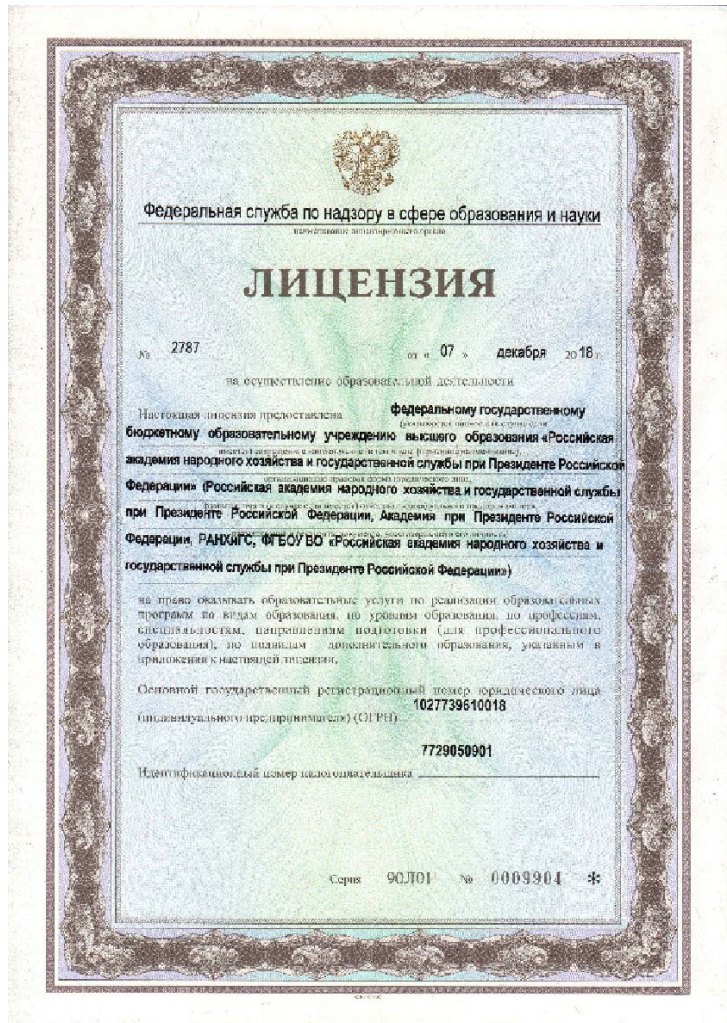 Федеральная служба по надзору в сфере образования и науки
наименование лицензирующего органа
ЛИЦЕНЗИЯ
№ 2787 от « 07 » декабря 2018 г.
на осуществление образовательной деятельности
Настоящая лицензия предоставлена федеральному государственному
бюджетному образовательному учреждению высшего образования «Российская
академия народного хозяйства и государственной службы при Президенте Российской
Федерации» (Российская академия народного хозяйства и государственной службы
при Президенте Российской Федерации, Академия при Президенте Российской
Федерации, РАНХиГС, ФГБОУ ВО «Российская академия народного хозяйства и
государственной службы при Президенте Российской Федерации»)
на право оказывать образовательные услуги по реализации образовательных
программ по видам образования, по уровням образования, по профессиям,
специальностям, направлениям подготовки (для профессионального
образования), по подвидам дополнительного образования, указанным в
приложении к настоящей лицензии.
Основной государственный регистрационный номер юридического лица
(индивидуального предпринимателя) (ОГРН) 1027739610018
7729050901
Идентификационный номер налогоплательщика
Серия 90Л01 № 0009904 *